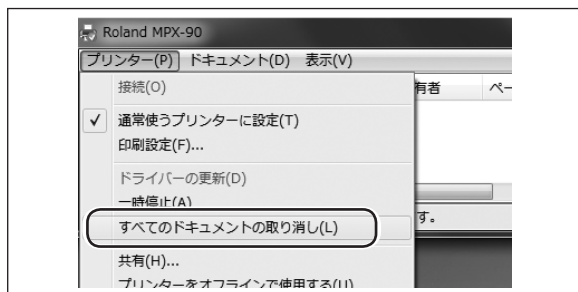 Roland MPX-90
プリンター(P) ドキュメント(D) 表示(V)
接続(O)
有者 ペー
✓ 通常使うプリンターに設定(T)
印刷設定(F)...
ドライバーの更新(D)
一時停止(A)
すべてのドキュメントの取り消し(L)
す。
共有(H)...
プリンターをオフラインで使用する(U)